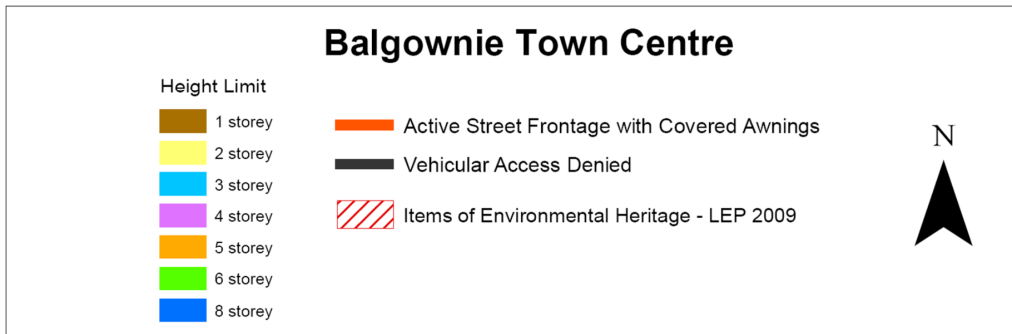 Balgownie Town Centre
Height Limit
1 storey
2 storey
3 storey
4 storey
5 storey
6 storey
8 storey
Active Street Frontage with Covered Awnings
Vehicular Access Denied
Items of Environmental Heritage - LEP 2009
N